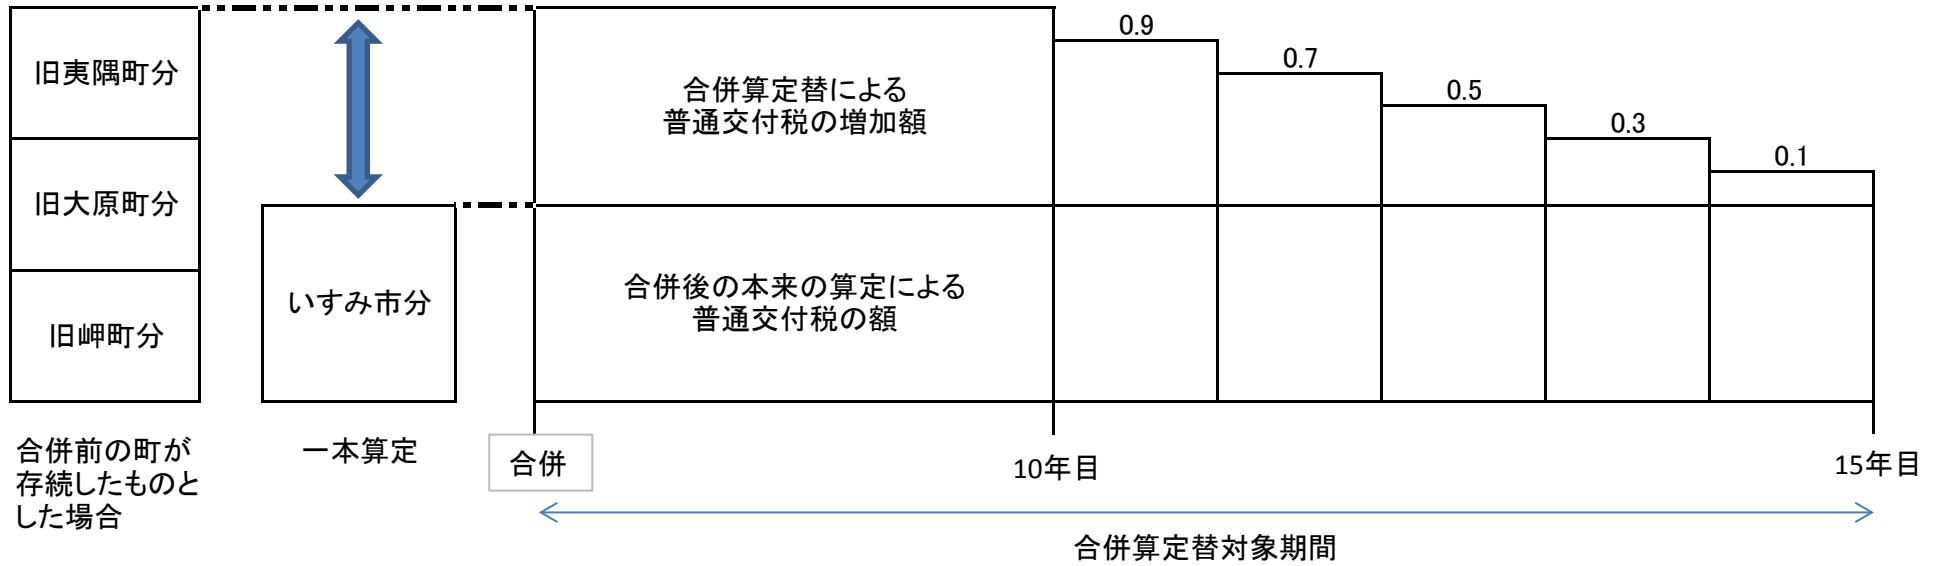 旧夷隅町分
旧大原町分
旧岬町分
合併前の町が
存続したものと
した場合
いすみ市分
一本算定
合併算定替による
普通交付税の増加額
合併後の本来の算定による
普通交付税の額
0.9
0.7
0.5
0.3
0.1
合併
10年目
15年目
合併算定替対象期間